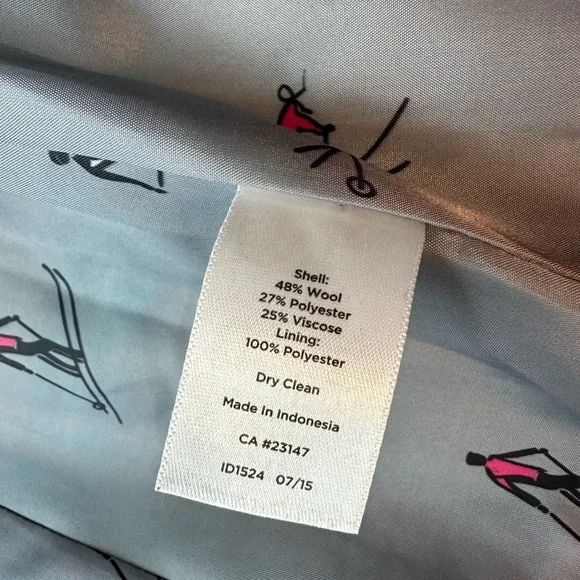 Shell:
48% Wool
27% Polyester
25% Viscose
Lining:
100% Polyester
Dry Clean
Made In Indonesia
CA #23147
ID1524 07/15